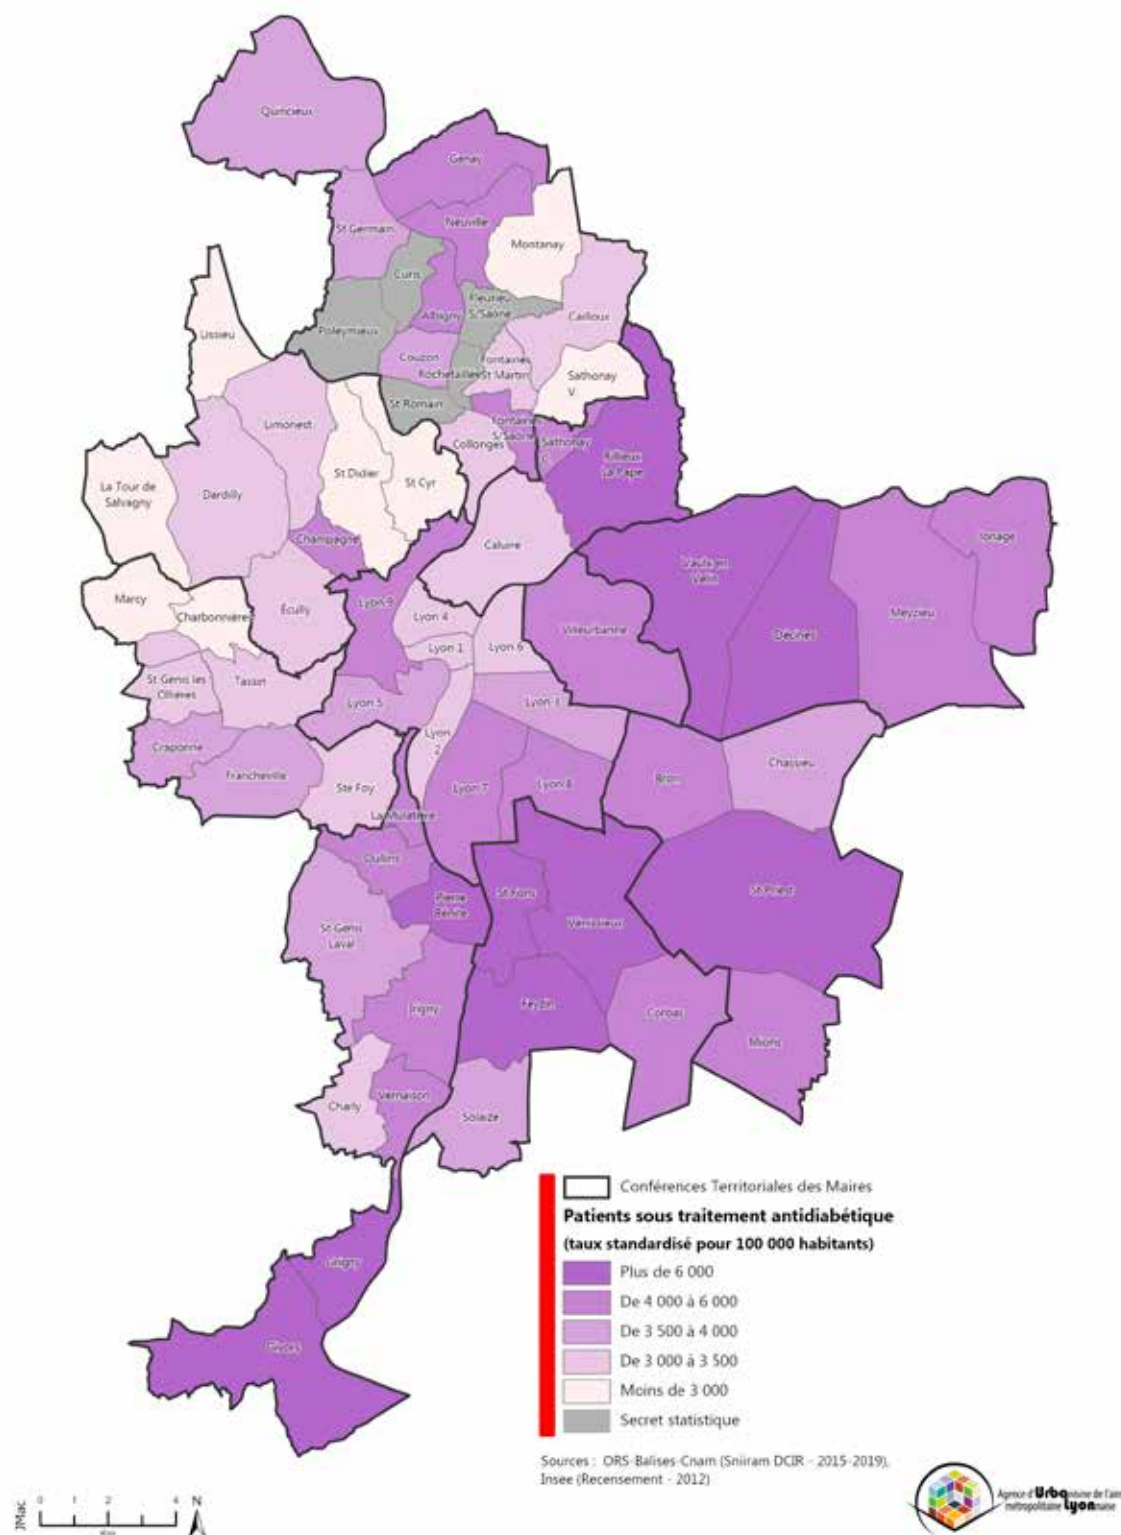 Quincieux
Genay
St Germain
Neuville
Montanay
Curis
Fleurieu
S/Saône
Albigny
Cailloux
Poleymieux
Lissieu
Couzon
Fontaines
St Martin
Rochetaillée
Sathonay
V.
St Romain
Limonest
Fontaines
S/Saône
Sathonay
C.
Collonges
Rillieux
La Pape
St Didier
St Cyr
La Tour de
Salvagny
Dardilly
Champagne
Caluire
Jonage
Vaulx en
Velin
Marcy
Charbonnière
Écully
Lyon 9
Lyon 4
Villeurbanne
Décines
Meyzieu
Lyon 1
Lyon 6
St Genis les
Ollières
Tassin
Lyon 5
Lyon 3
Lyon
2
Craponne
Francheville
Ste Foy
Lyon 7
Lyon 8
Bron
Chassieu
La Mulatière
Oullins
Pierre
Bénite
St Fons
St Priest
Vénissieux
St Genis
Laval
Irigny
Feyzin
Corbas
Mions
Charly
Vernaison
Solaize
Grigny
Givors
Conférences Territoriales des Maires
Patients sous traitement antidiabétique
(taux standardisé pour 100 000 habitants)
Plus de 6 000
De 4 000 à 6 000
De 3 500 à 4 000
De 3 000 à 3 500
Moins de 3 000
Secret statistique
Sources : ORS-Balises-Cnam (Sniiram DCIR - 2015-2019),
Insee (Recensement - 2012)
JMac
0 1 2 4 N
Agence d'Urbanisme de l'aire
métropolitaine Lyonnaise